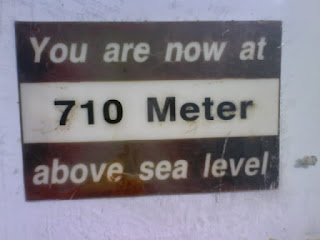 You are now at
710 Meter
above sea level